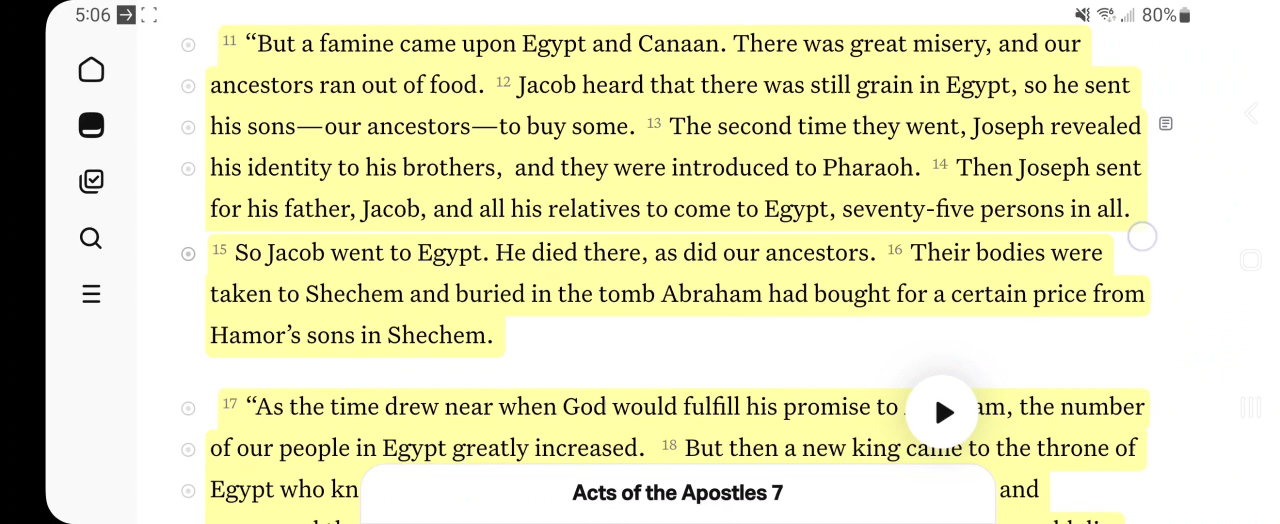 5:06
80%
11 “But a famine came upon Egypt and Canaan. There was great misery, and our
ancestors ran out of food. 12 Jacob heard that there was still grain in Egypt, so he sent
his sons—our ancestors—to buy some. 13 The second time they went, Joseph revealed
his identity to his brothers, and they were introduced to Pharaoh. 14 Then Joseph sent
for his father, Jacob, and all his relatives to come to Egypt, seventy-five persons in all.
15 So Jacob went to Egypt. He died there, as did our ancestors. 16 Their bodies were
taken to Shechem and buried in the tomb Abraham had bought for a certain price from
Hamor’s sons in Shechem.
17 “As the time drew near when God would fulfill his promise to am, the number
of our people in Egypt greatly increased. 18 But then a new king came to the throne of
Egypt who kn and
Acts of the Apostles 7